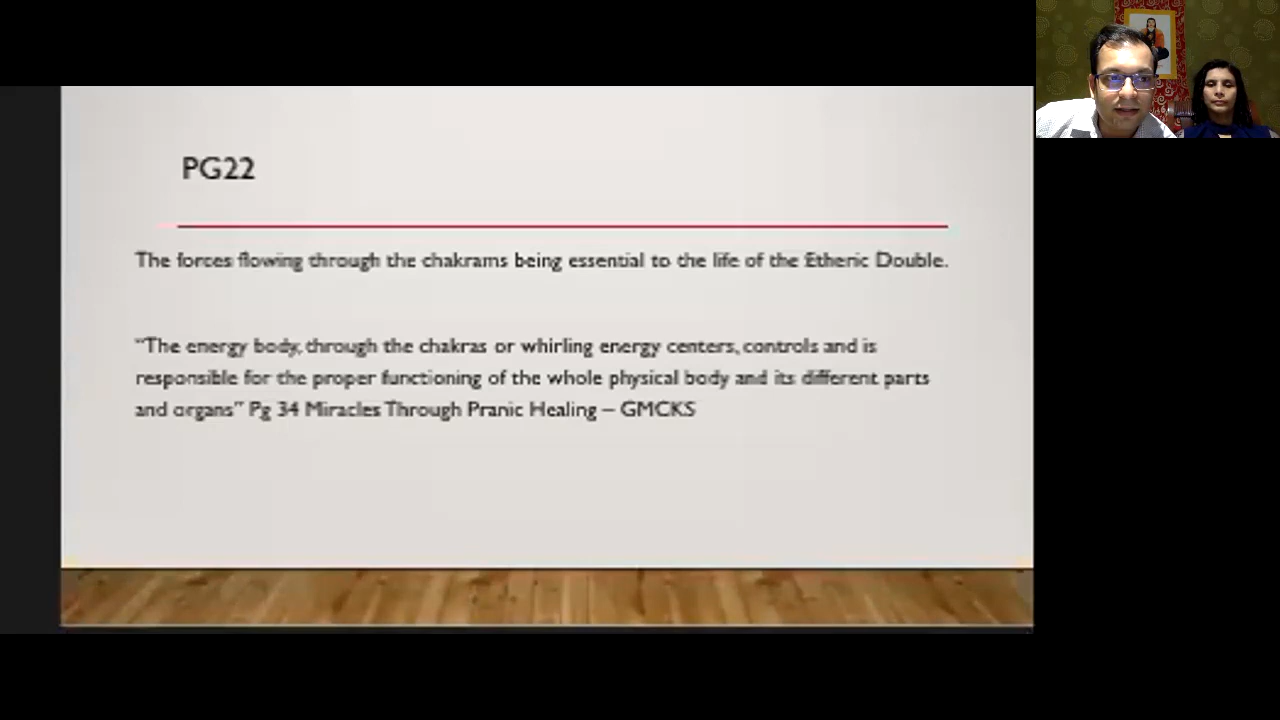 PG22
The forces flowing through the chakrams being essential to the life of the Etheric Double.
“The energy body, through the chakras or whirling energy centers, controls and is
responsible for the proper functioning of the whole physical body and its different parts
and organs” Pg 34 Miracles Through Pranic Healing – GMCKS